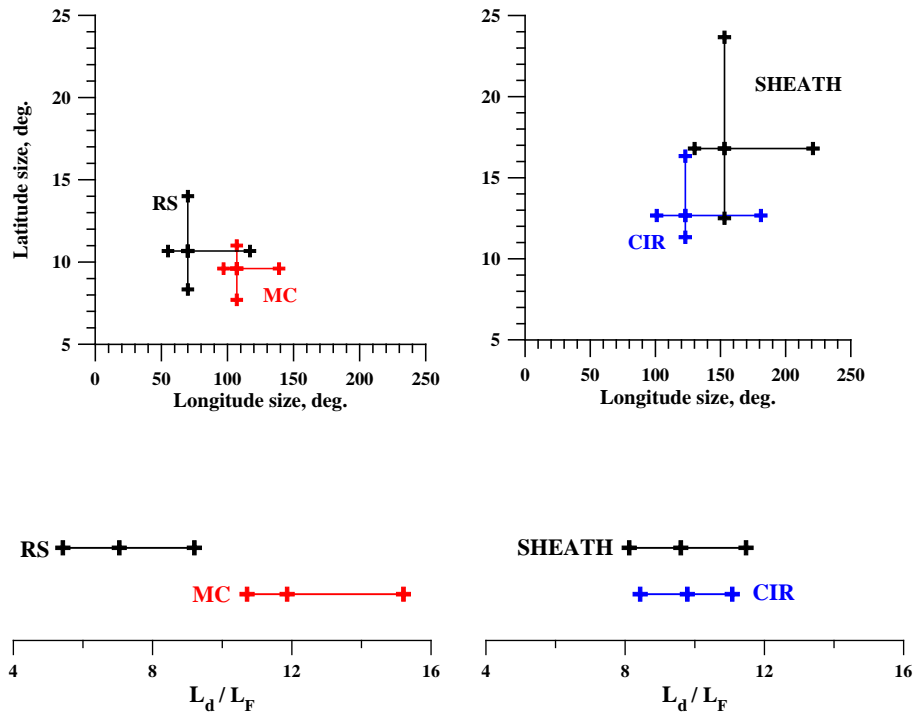 25
20
15
10
5
Latitude size, deg.
RS
MC
0 50 100 150 200 250
Longitude size, deg.
25
20
15
10
5
SHEATH
CIR
0 50 100 150 200 250
Longitude size, deg.
RS
MC
4 8 12 16
L_d / L_F
SHEATH
CIR
4 8 12 16
L_d / L_F